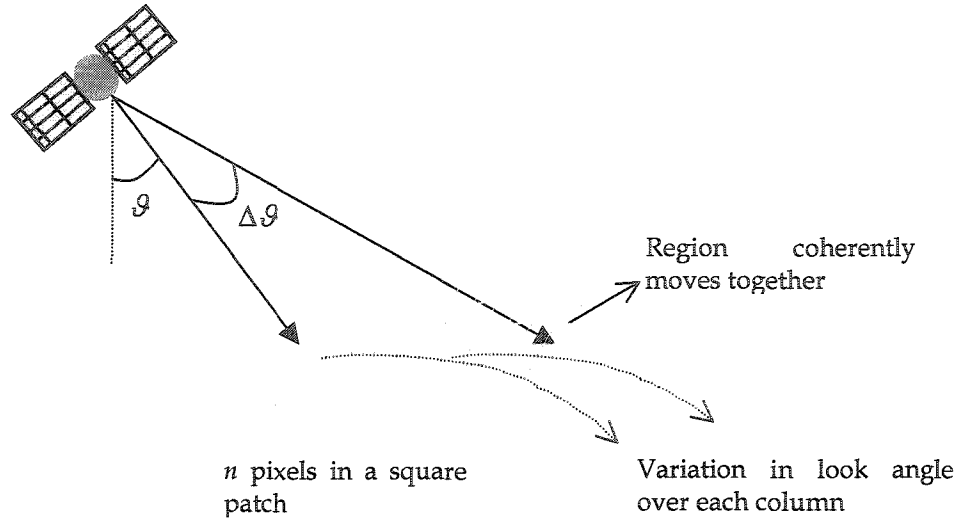 ϑ
Δϑ
Region coherently
moves together
n pixels in a square
patch
Variation in look angle
over each column